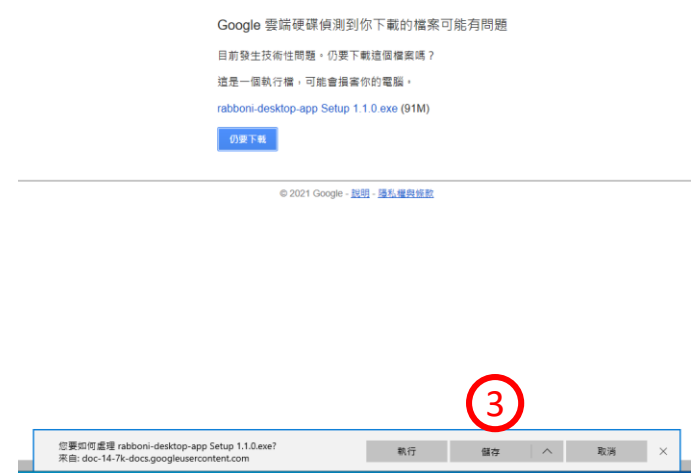 Google 雲端硬碟偵測到你下載的檔案可能有問題
目前發生技術性問題。仍要下載這個檔案嗎？
這是一個執行檔，可能會損害你的電腦。
rabboni-desktop-app Setup 1.1.0.exe (91M)
仍要下載
© 2021 Google - 說明 - 隱私權與條款
3
您要如何處理 rabboni-desktop-app Setup 1.1.0.exe?
來自: doc-14-7k-docs.googleusercontent.com
執行
儲存
取消